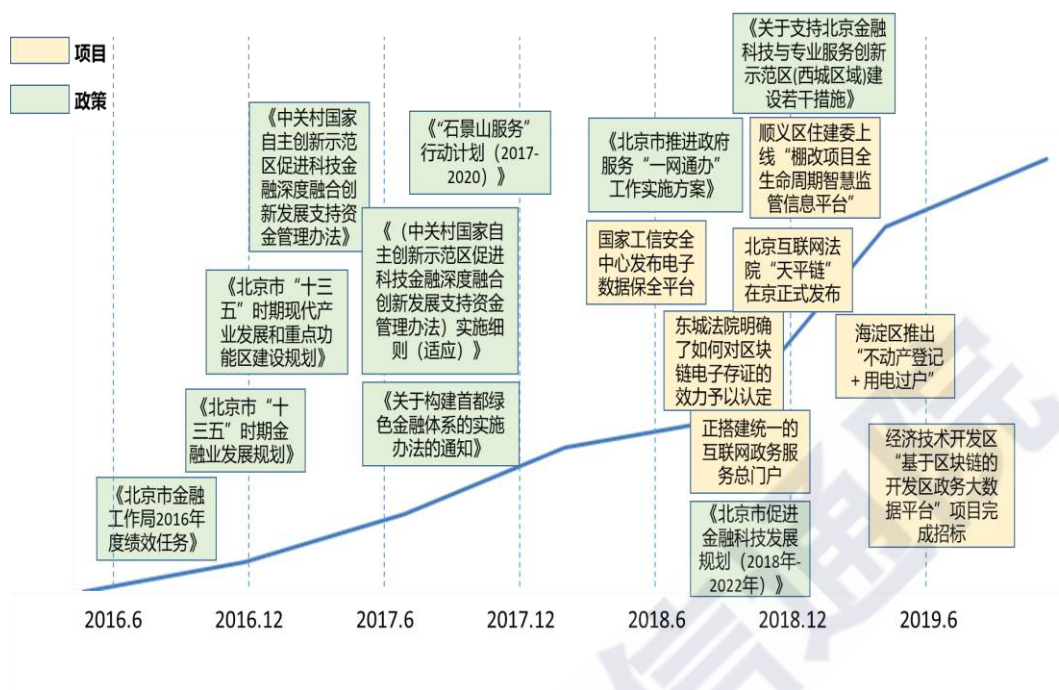 项目
政策
《中关村国家
自主创新示范
区促进科技金
融深度融合创
新发展支持资
金管理办法》
《“石景山服务”
行动计划（2017-
2020）》
《北京市推进政府
服务“一网通办”
工作实施方案》
《关于支持北京金融
科技与专业服务创新
示范区(西城区域)建
设若干措施》
顺义区住建委上
线“棚改项目全
生命周期智慧监
管信息平台”
《（中关村国家自
主创新示范区促进
科技金融深度融合
创新发展支持资金
管理办法）实施细
则（适应）》
国家工信安全
中心发布电子
数据保全平台
北京互联网法
院“天平链”
在京正式发布
《北京市“十三
五”时期现代产
业发展和重点功
能区建设规划》
东城法院明确
了如何对区块
链电子存证的
效力予以认定
海淀区推出
“不动产登记
+用电过户”
《北京市“十
三五”时期金
融业发展规划》
《关于构建首都绿
色金融体系的实施
办法的通知》
正搭建统一的
互联网政务服
务总门户
经济技术开发区
“基于区块链的
开发区政务大数
据平台”项目完
成招标
《北京市金融
工作局2016年
度绩效任务》
《北京市促进
金融科技发展
规划（2018年-
2022年）》
2016.6 2016.12 2017.6 2017.12 2018.6 2018.12 2019.6
信通院